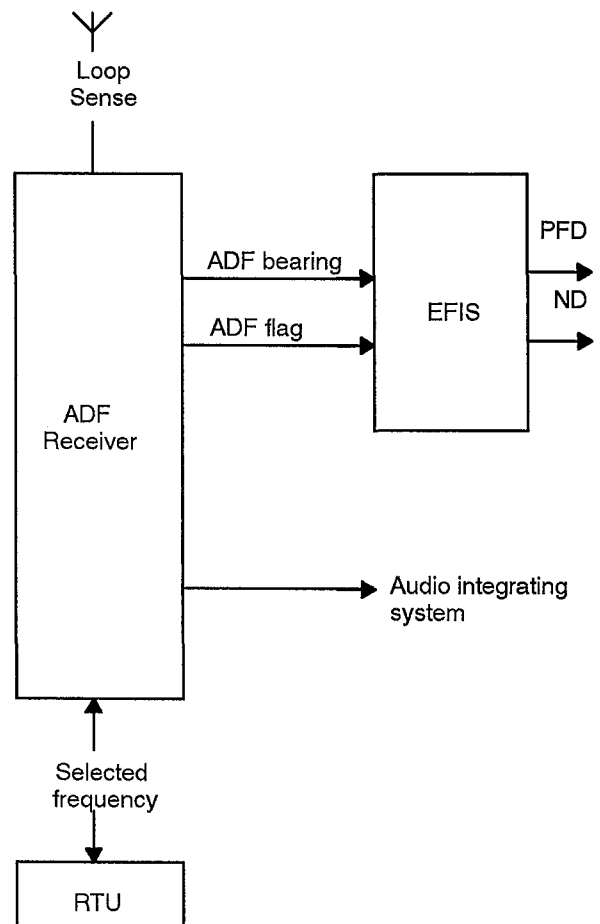 Loop
Sense
ADF bearing
ADF flag
ADF
Receiver
EFIS
PFD
ND
Audio integrating
system
Selected
frequency
RTU